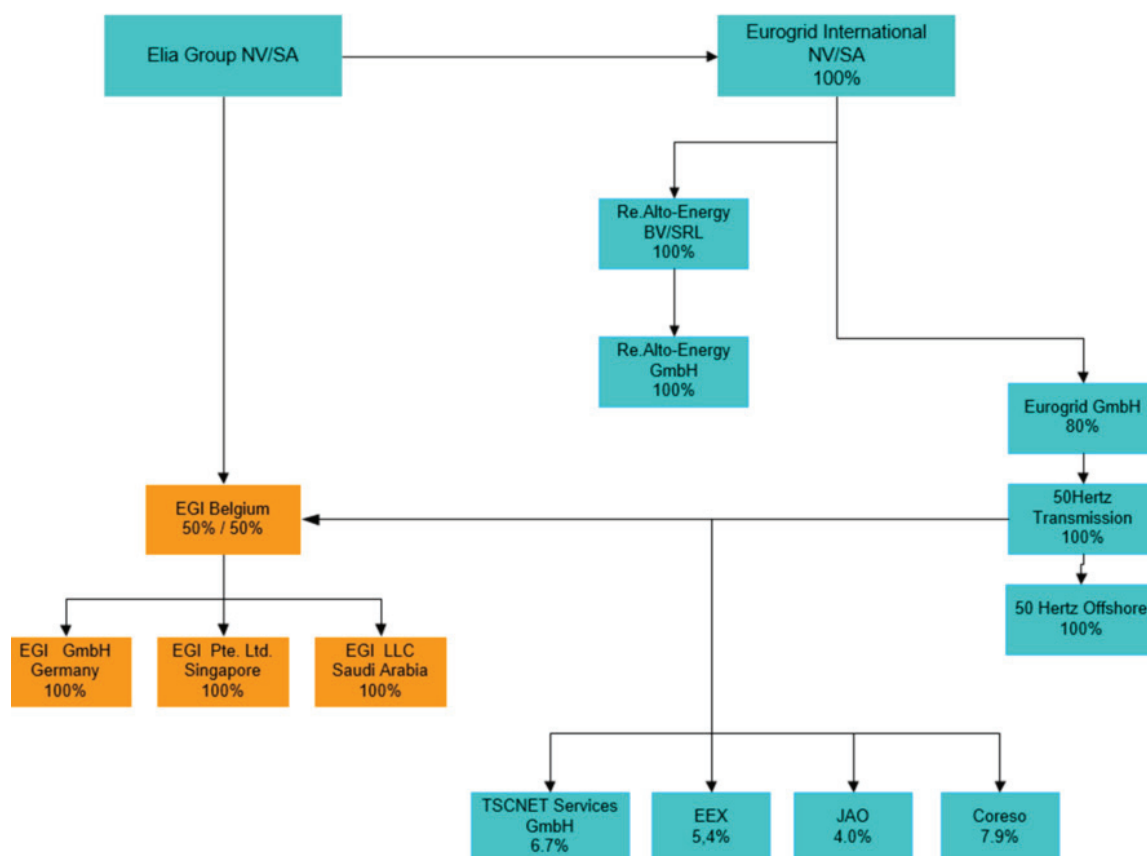 Elia Group NV/SA
Eurogrid International
NV/SA
100%
Re.Alto-Energy
BV/SRL
100%
Re.Alto-Energy
GmbH
100%
Eurogrid GmbH
80%
EGI Belgium
50% / 50%
50Hertz
Transmission
100%
50 Hertz Offshore
100%
EGI GmbH
Germany
100%
EGI Pte. Ltd.
Singapore
100%
EGI LLC
Saudi Arabia
100%
TSCNET Services
GmbH
6.7%
EEX
5,4%
JAO
4.0%
Coreso
7.9%